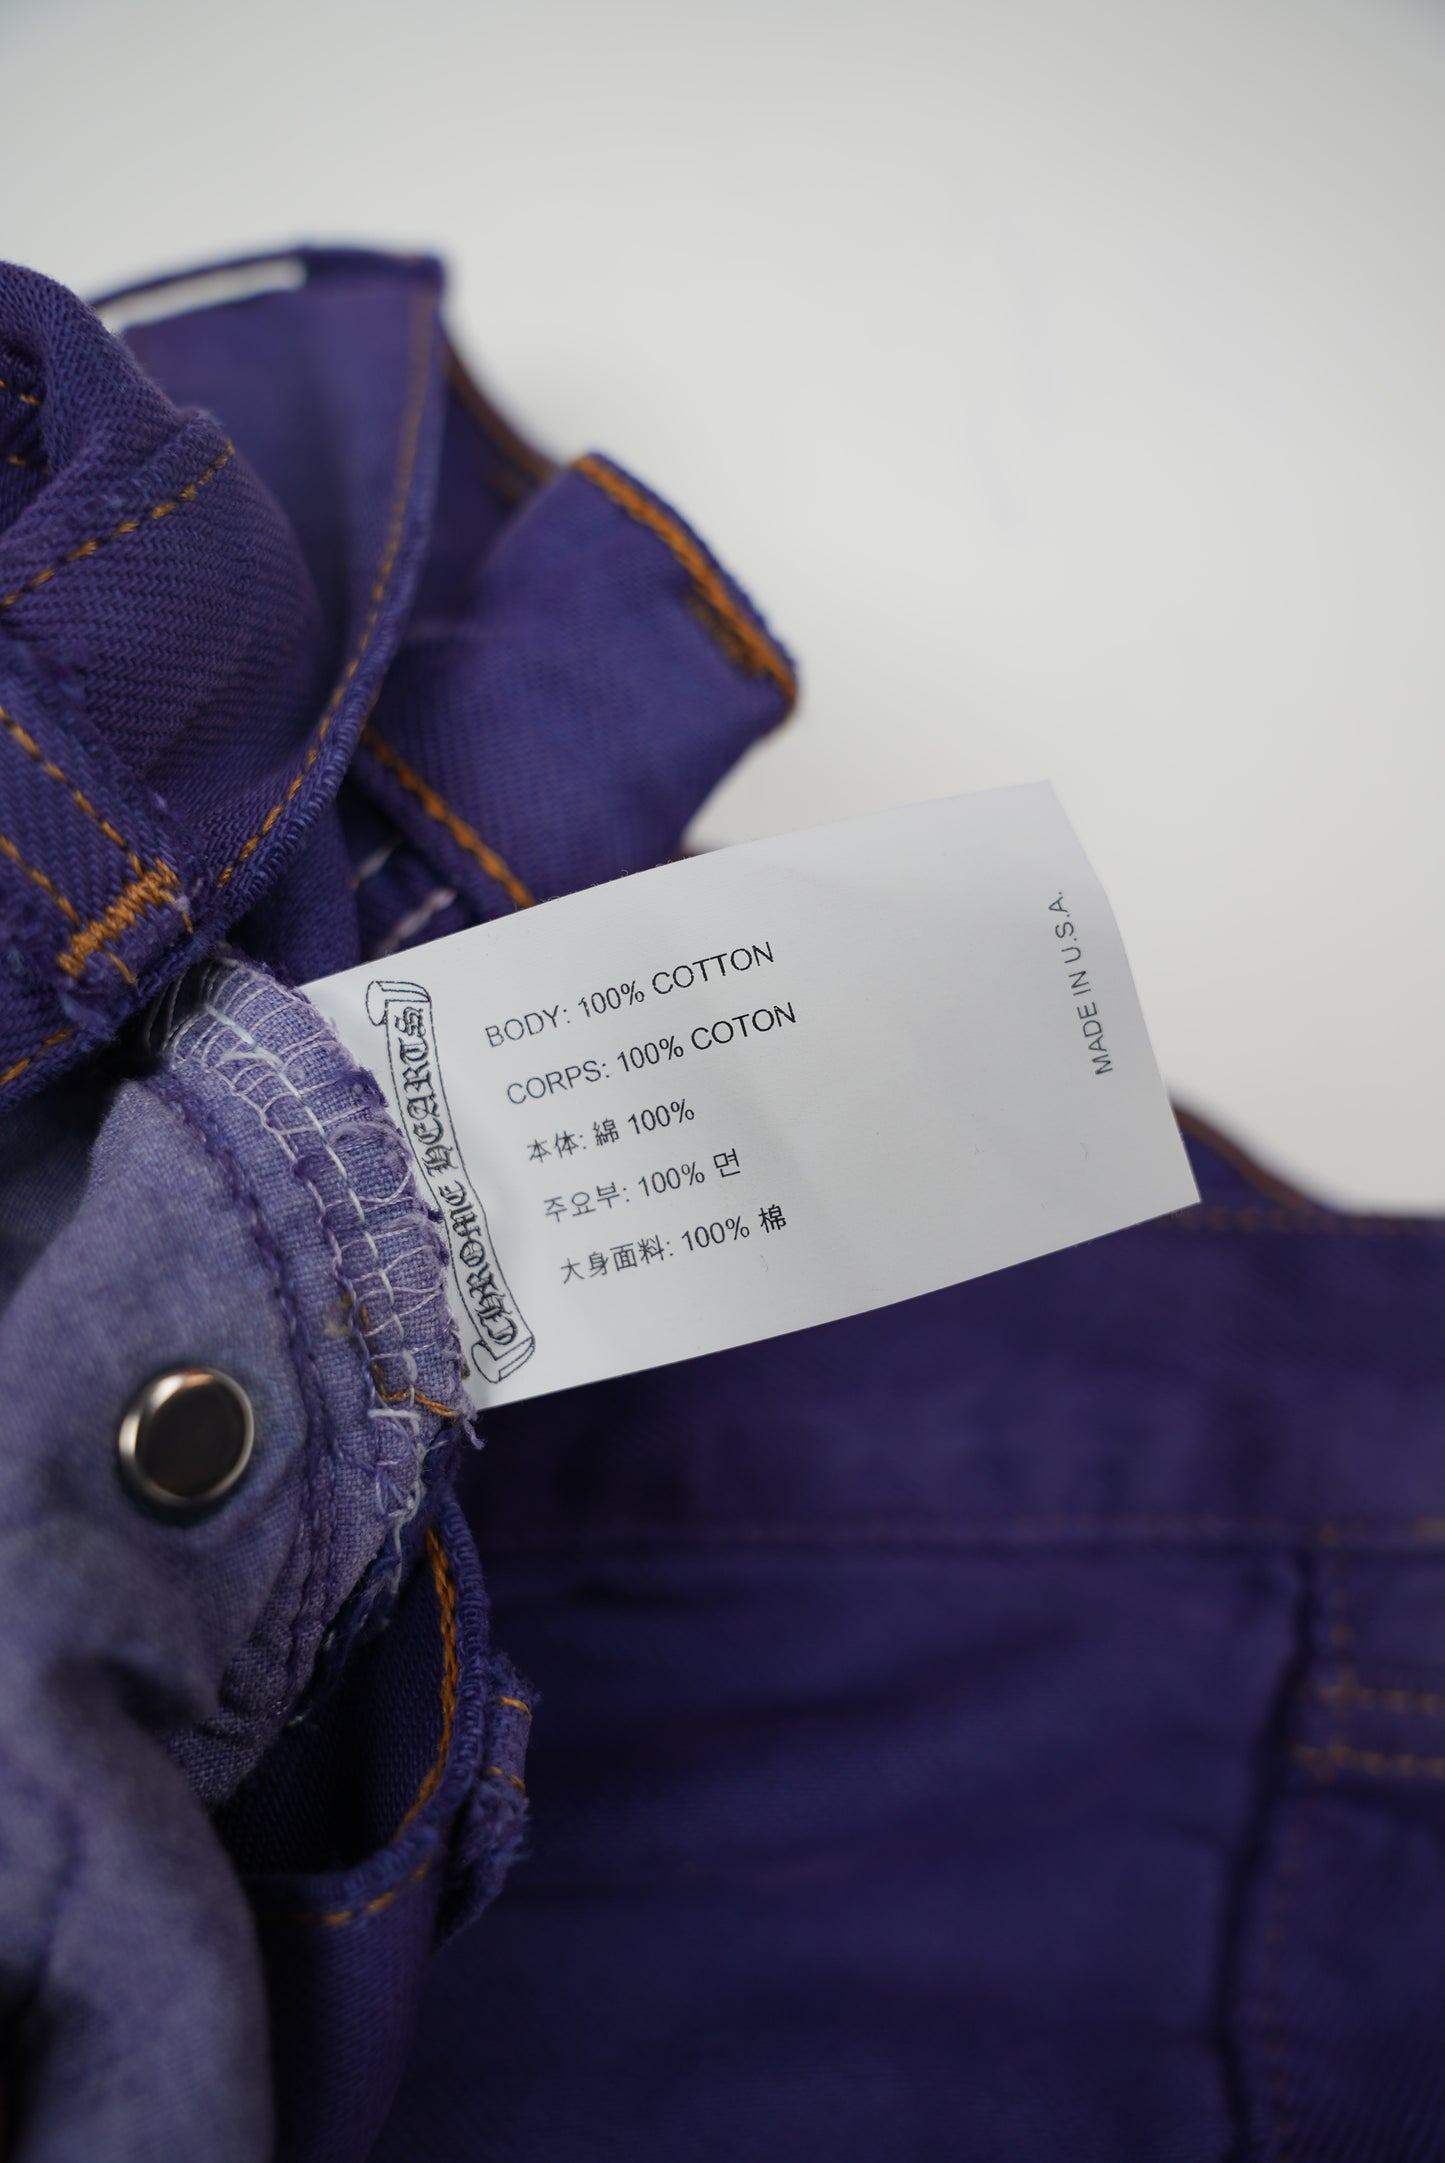 CHROME HEARTS
BODY: 100% COTTON
CORPS: 100% COTON
本体: 綿 100%
주요부: 100% 면
大身面料: 100% 棉
MADE IN U.S.A.